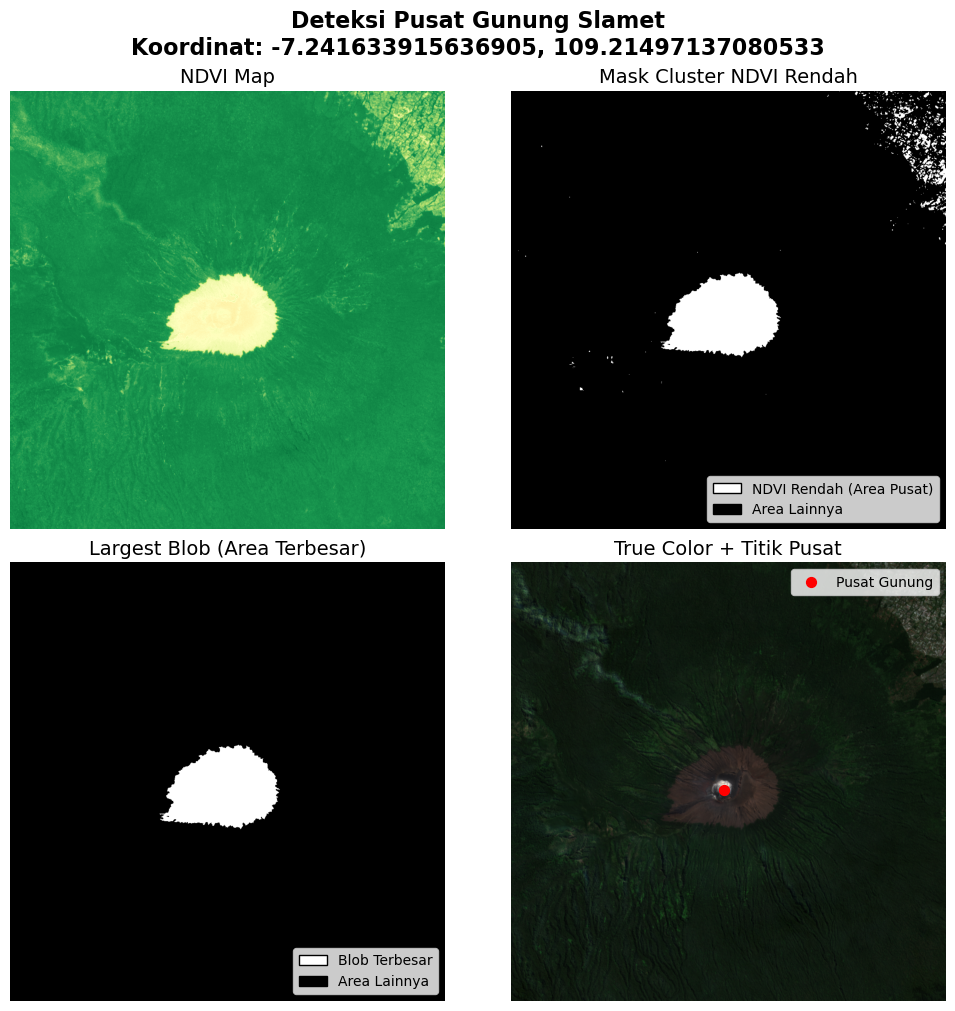 Deteksi Pusat Gunung Slamet
Koordinat: -7.241633915636905, 109.21497137080533
NDVI Map
Mask Cluster NDVI Rendah
NDVI Rendah (Area Pusat)
Area Lainnya
Largest Blob (Area Terbesar)
True Color + Titik Pusat
Blob Terbesar
Area Lainnya
Pusat Gunung